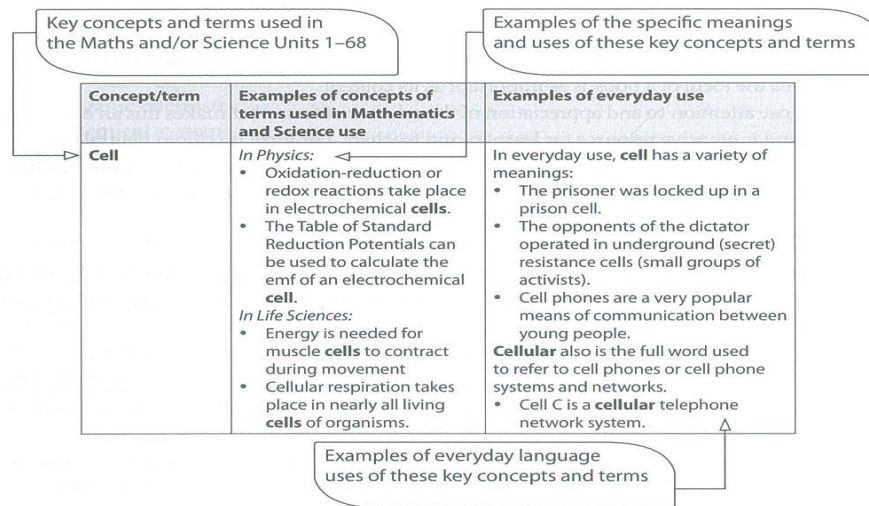 Key concepts and terms used in
the Maths and/or Science Units 1–68
Examples of the specific meanings
and uses of these key concepts and terms
Concept/term
Examples of concepts of
terms used in Mathematics
and Science use
Examples of everyday use
Cell
In Physics:
• Oxidation-reduction or
redox reactions take place
in electrochemical cells.
• The Table of Standard
Reduction Potentials can
be used to calculate the
emf of an electrochemical
cell.
In Life Sciences:
• Energy is needed for
muscle cells to contract
during movement
• Cellular respiration takes
place in nearly all living
cells of organisms.
In everyday use, cell has a variety of
meanings:
• The prisoner was locked up in a
prison cell.
• The opponents of the dictator
operated in underground (secret)
resistance cells (small groups of
activists).
• Cell phones are a very popular
means of communication between
young people.
Cellular also is the full word used
to refer to cell phones or cell phone
systems and networks.
• Cell C is a cellular telephone
network system.
Examples of everyday language
uses of these key concepts and terms